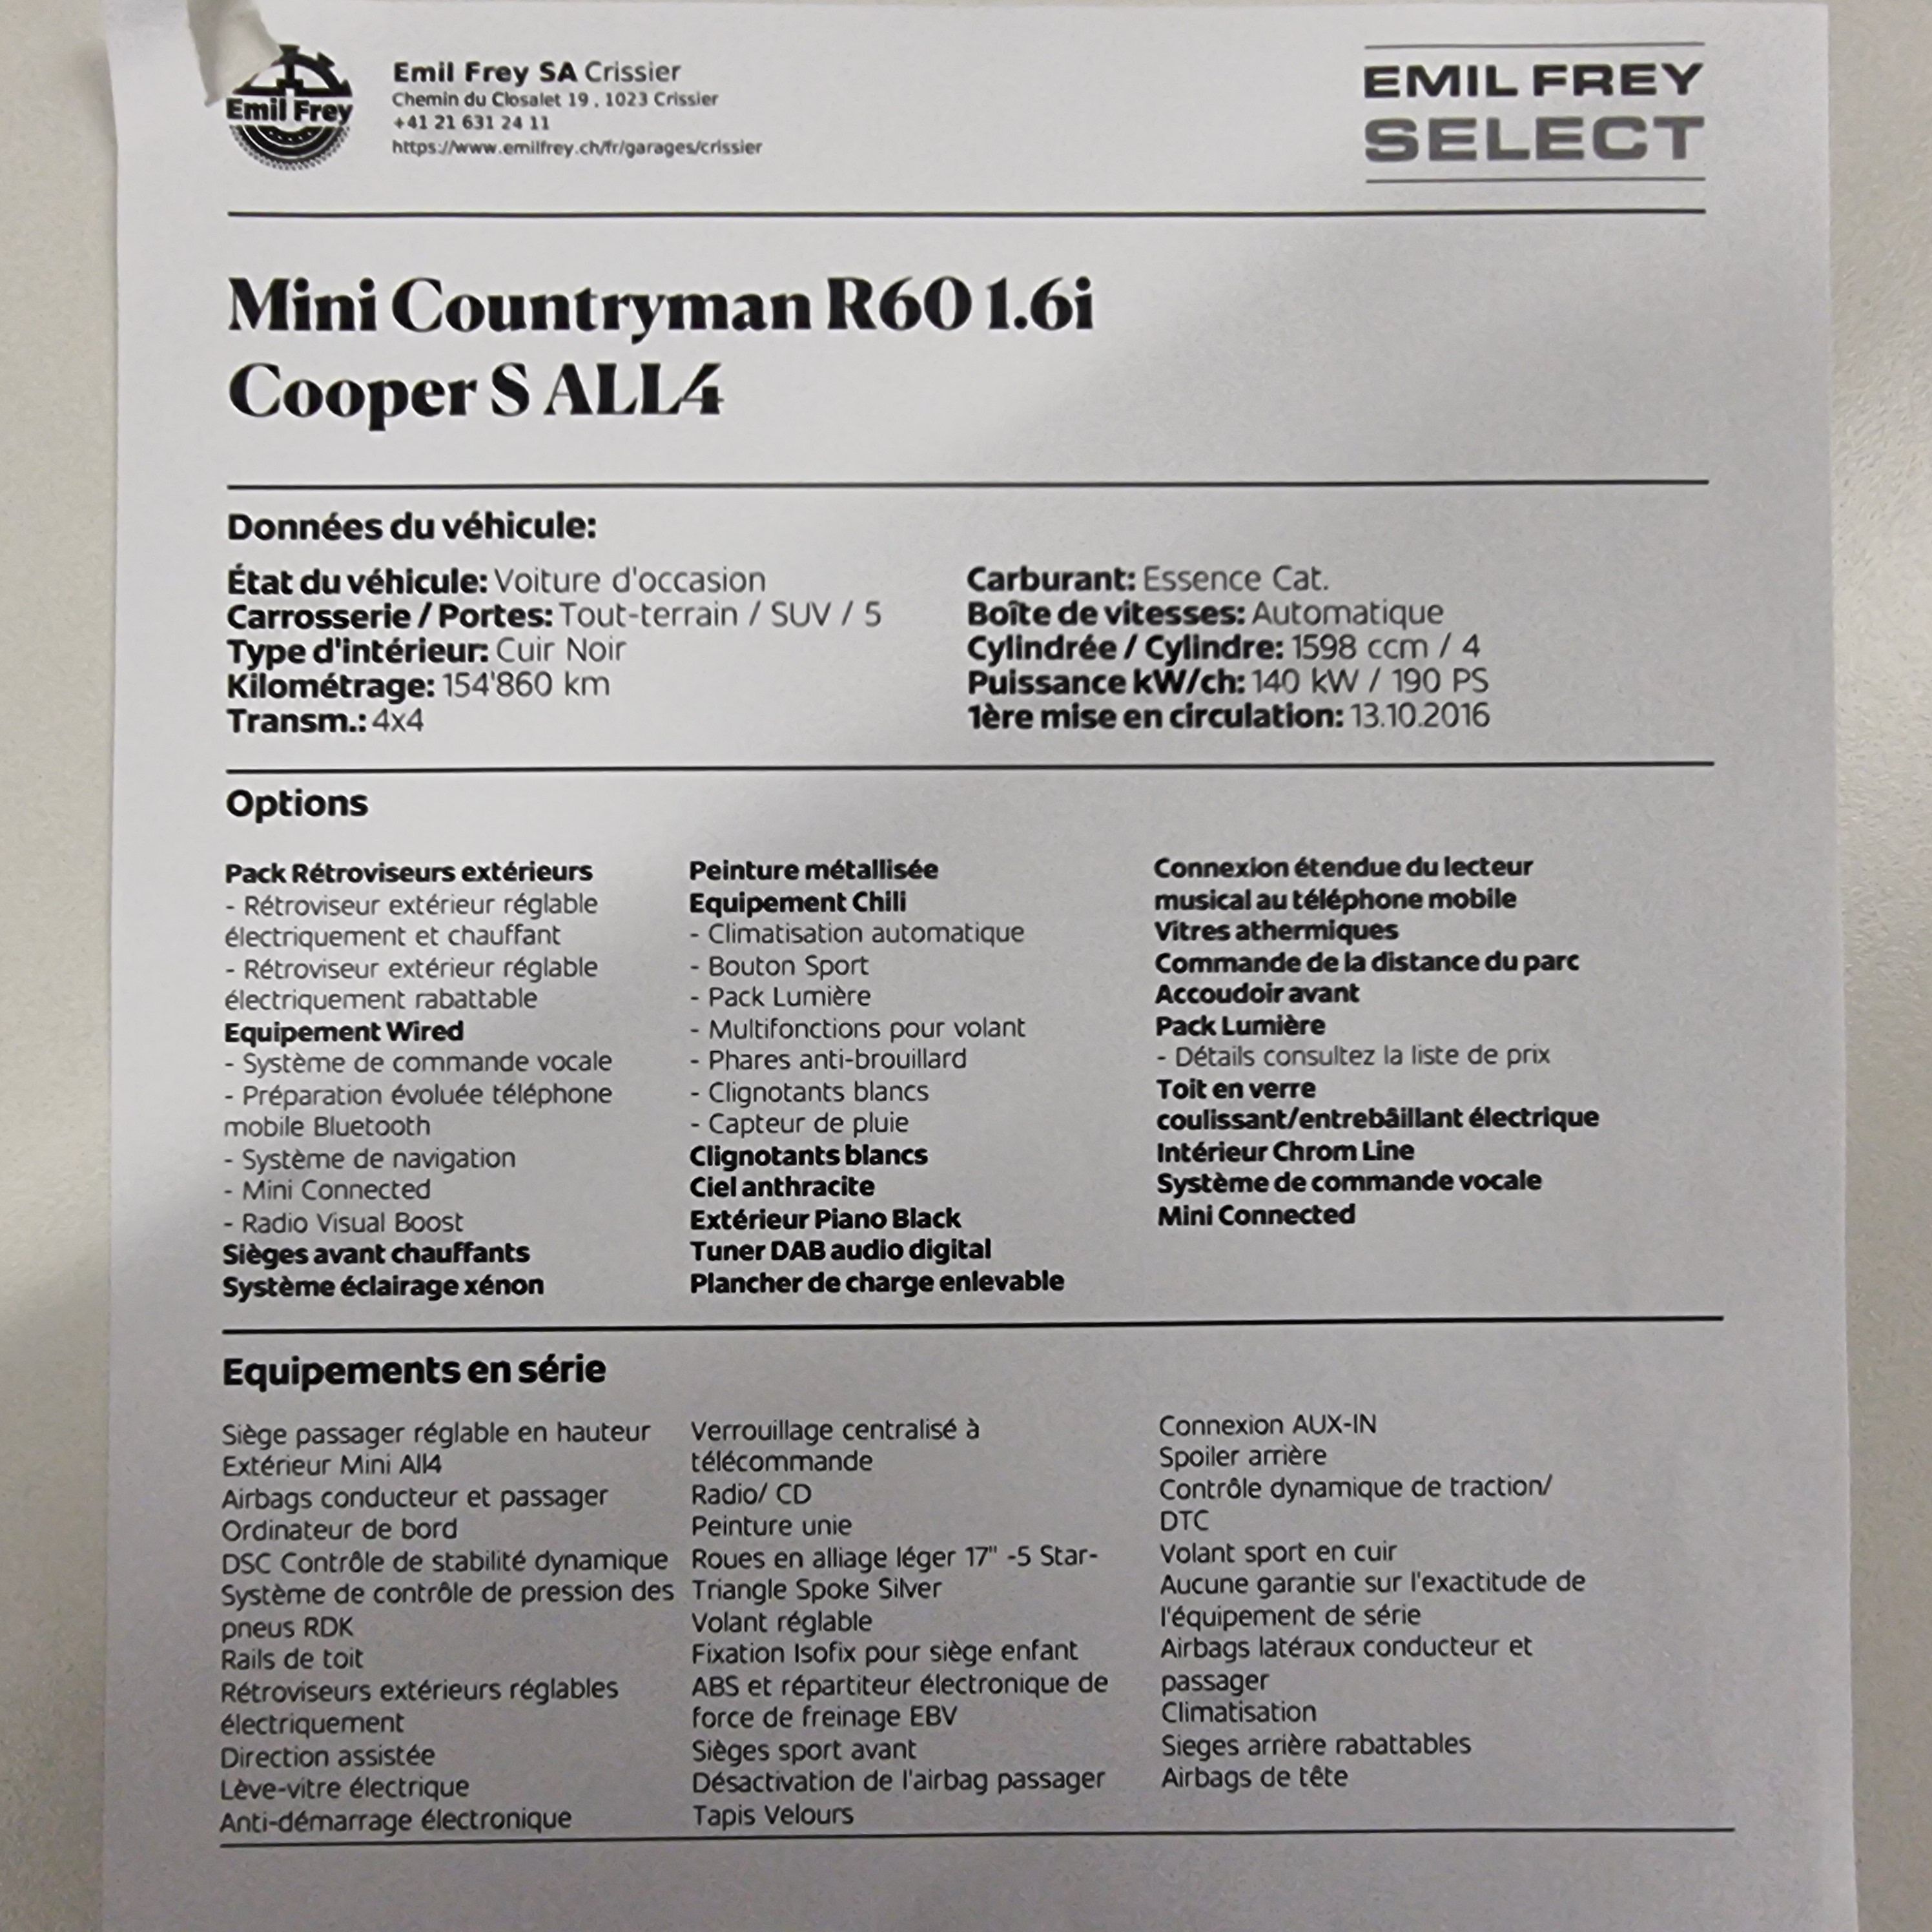 Emil Frey
Emil Frey SA Crissier
Chemin du Closalet 19 , 1023 Crissier
+41 21 631 24 11
https://www.emilfrey.ch/fr/garages/crissier
EMIL FREY
SELECT
Mini Countryman R60 1.6i
Cooper S ALL4
Données du véhicule:
État du véhicule: Voiture d'occasion
Carrosserie / Portes: Tout-terrain / SUV / 5
Type d'intérieur: Cuir Noir
Kilométrage: 154'860 km
Transm.: 4x4
Carburant: Essence Cat.
Boîte de vitesses: Automatique
Cylindrée / Cylindre: 1598 ccm / 4
Puissance kW/ch: 140 kW / 190 PS
1ère mise en circulation: 13.10.2016
Options
Pack Rétroviseurs extérieurs
- Rétroviseur extérieur réglable
électriquement et chauffant
- Rétroviseur extérieur réglable
électriquement rabattable
Equipement Wired
- Système de commande vocale
- Préparation évoluée téléphone
mobile Bluetooth
- Système de navigation
- Mini Connected
- Radio Visual Boost
Sièges avant chauffants
Système éclairage xénon
Peinture métallisée
Equipement Chili
- Climatisation automatique
- Bouton Sport
- Pack Lumière
- Multifonctions pour volant
- Phares anti-brouillard
- Clignotants blancs
- Capteur de pluie
Clignotants blancs
Ciel anthracite
Extérieur Piano Black
Tuner DAB audio digital
Plancher de charge enlevable
Connexion étendue du lecteur
musical au téléphone mobile
Vitres athermiques
Commande de la distance du parc
Accoudoir avant
Pack Lumière
- Détails consultez la liste de prix
Toit en verre
coulissant/entrebâillant électrique
Intérieur Chrom Line
Système de commande vocale
Mini Connected
Equipements en série
Siège passager réglable en hauteur
Extérieur Mini All4
Airbags conducteur et passager
Ordinateur de bord
DSC Contrôle de stabilité dynamique
Système de contrôle de pression des
pneus RDK
Rails de toit
Rétroviseurs extérieurs réglables
électriquement
Direction assistée
Lève-vitre électrique
Anti-démarrage électronique
Verrouillage centralisé à
télécommande
Radio/ CD
Peinture unie
Roues en alliage léger 17" -5 Star-
Triangle Spoke Silver
Volant réglable
Fixation Isofix pour siège enfant
ABS et répartiteur électronique de
force de freinage EBV
Sièges sport avant
Désactivation de l'airbag passager
Tapis Velours
Connexion AUX-IN
Spoiler arrière
Contrôle dynamique de traction/
DTC
Volant sport en cuir
Aucune garantie sur l'exactitude de
l'équipement de série
Airbags latéraux conducteur et
passager
Climatisation
Sieges arrière rabattables
Airbags de tête